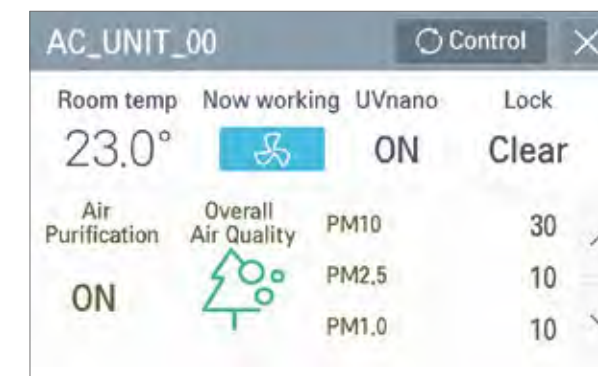 AC_UNIT_00 Control
Room temp Now working UVnano Lock
23.0° ON Clear
Air Purification Overall Air Quality PM10 30
ON PM2.5 10
PM1.0 10